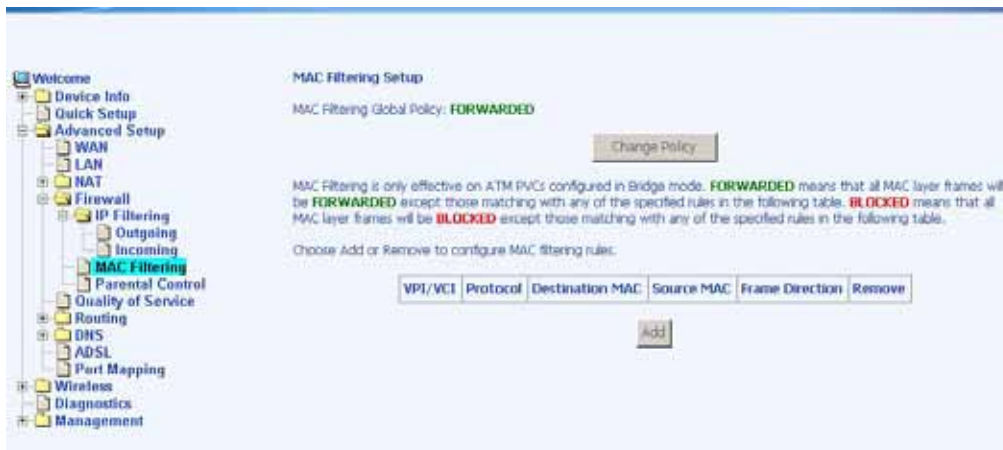 Welcome
Device Info
Quick Setup
Advanced Setup
WAN
LAN
NAT
Firewall
IP Filtering
Outgoing
Incoming
MAC Filtering
Parental Control
Quality of Service
Routing
DNS
ADSL
Port Mapping
Wireless
Diagnostics
Management
MAC Filtering Setup
MAC Filtering Global Policy: FORWARDED
Change Policy
MAC Filtering is only effective on ATM PVCs configured in Bridge mode. FORWARDED means that all MAC layer frames will
be FORWARDED except those matching with any of the specified rules in the following table. BLOCKED means that all
MAC layer frames will be BLOCKED except those matching with any of the specified rules in the following table.
Choose Add or Remove to configure MAC filtering rules.
VPI/VCI Protocol Destination MAC Source MAC Frame Direction Remove
Add